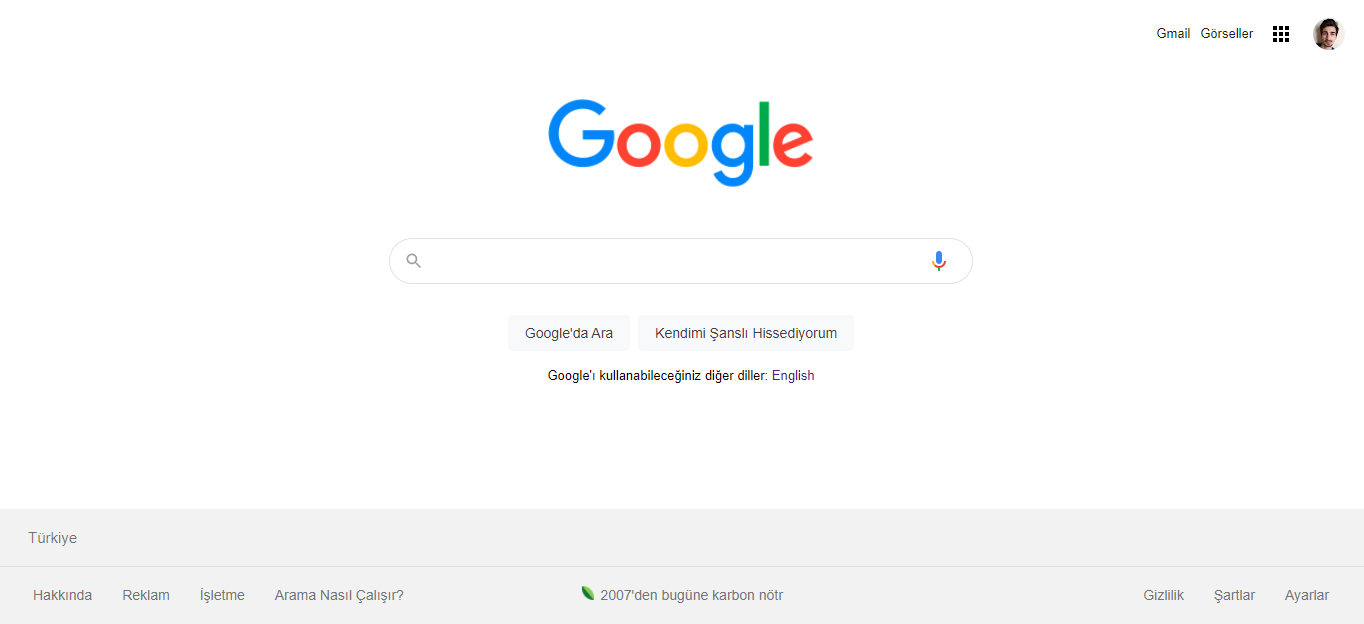 Gmail Görseller
Google
Google'da Ara Kendimi Şanslı Hissediyorum
Google'ı kullanabileceğiniz diğer diller: English
Türkiye
Hakkında Reklam İşletme Arama Nasıl Çalışır? 2007'den bugüne karbon nötr Gizlilik Şartlar Ayarlar